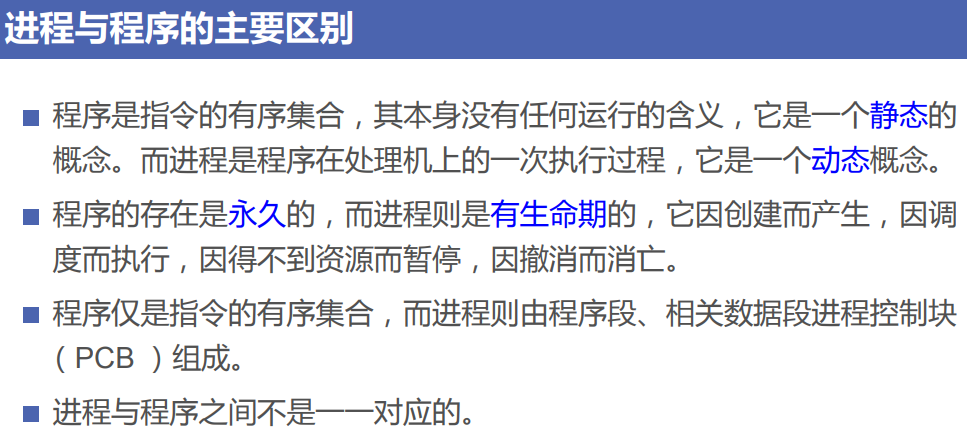 进程与程序的主要区别
程序是指令的有序集合，其本身没有任何运行的含义，它是一个静态的
概念。而进程是程序在处理机上的一次执行过程，它是一个动态概念。
程序的存在是永久的，而进程则是有生命期的，它因创建而产生，因调
度而执行，因得不到资源而暂停，因撤消而消亡。
程序仅是指令的有序集合，而进程则由程序段、相关数据段进程控制块
（PCB ）组成。
进程与程序之间不是一一对应的。